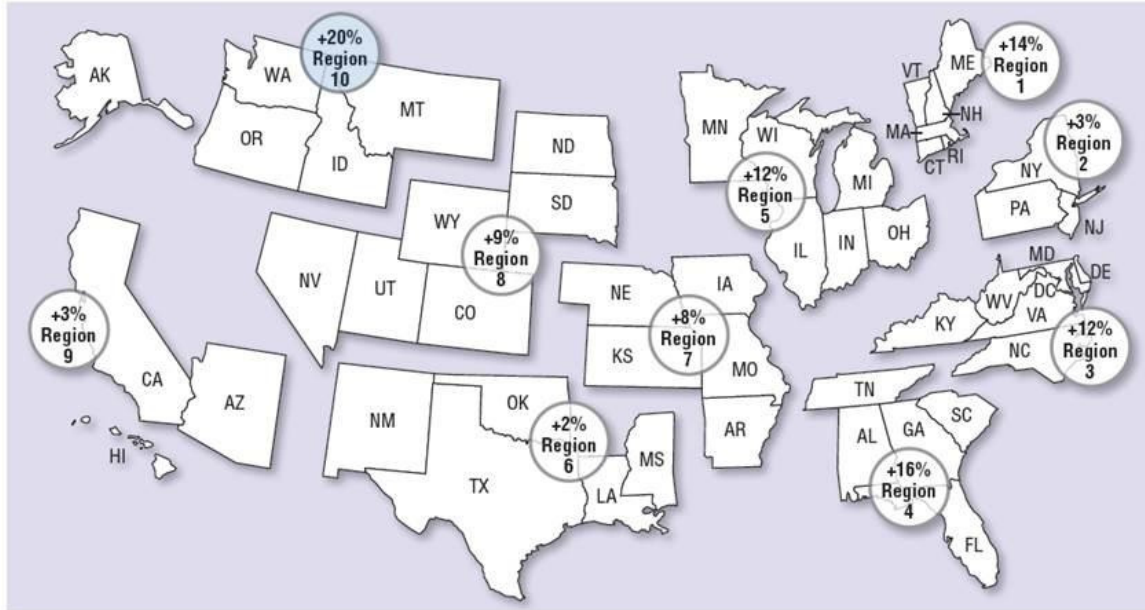 AK
WA
+20%
Region
10
MT
OR
ID
ND
SD
WY
+9%
Region
8
NV
UT
CO
+3%
Region
9
CA
AZ
HI
NM
OK
TX
+2%
Region
6
LA
MS
NE
IA
+8%
Region
7
KS
MO
AR
MN
WI
+12%
Region
5
MI
IL
IN
OH
+14%
Region
1
ME
VT
NH
MA
RI
CT
+3%
Region
2
NY
PA
NJ
MD
DE
DC
WV
VA
KY
NC
+12%
Region
3
TN
SC
AL
GA
+16%
Region
4
FL